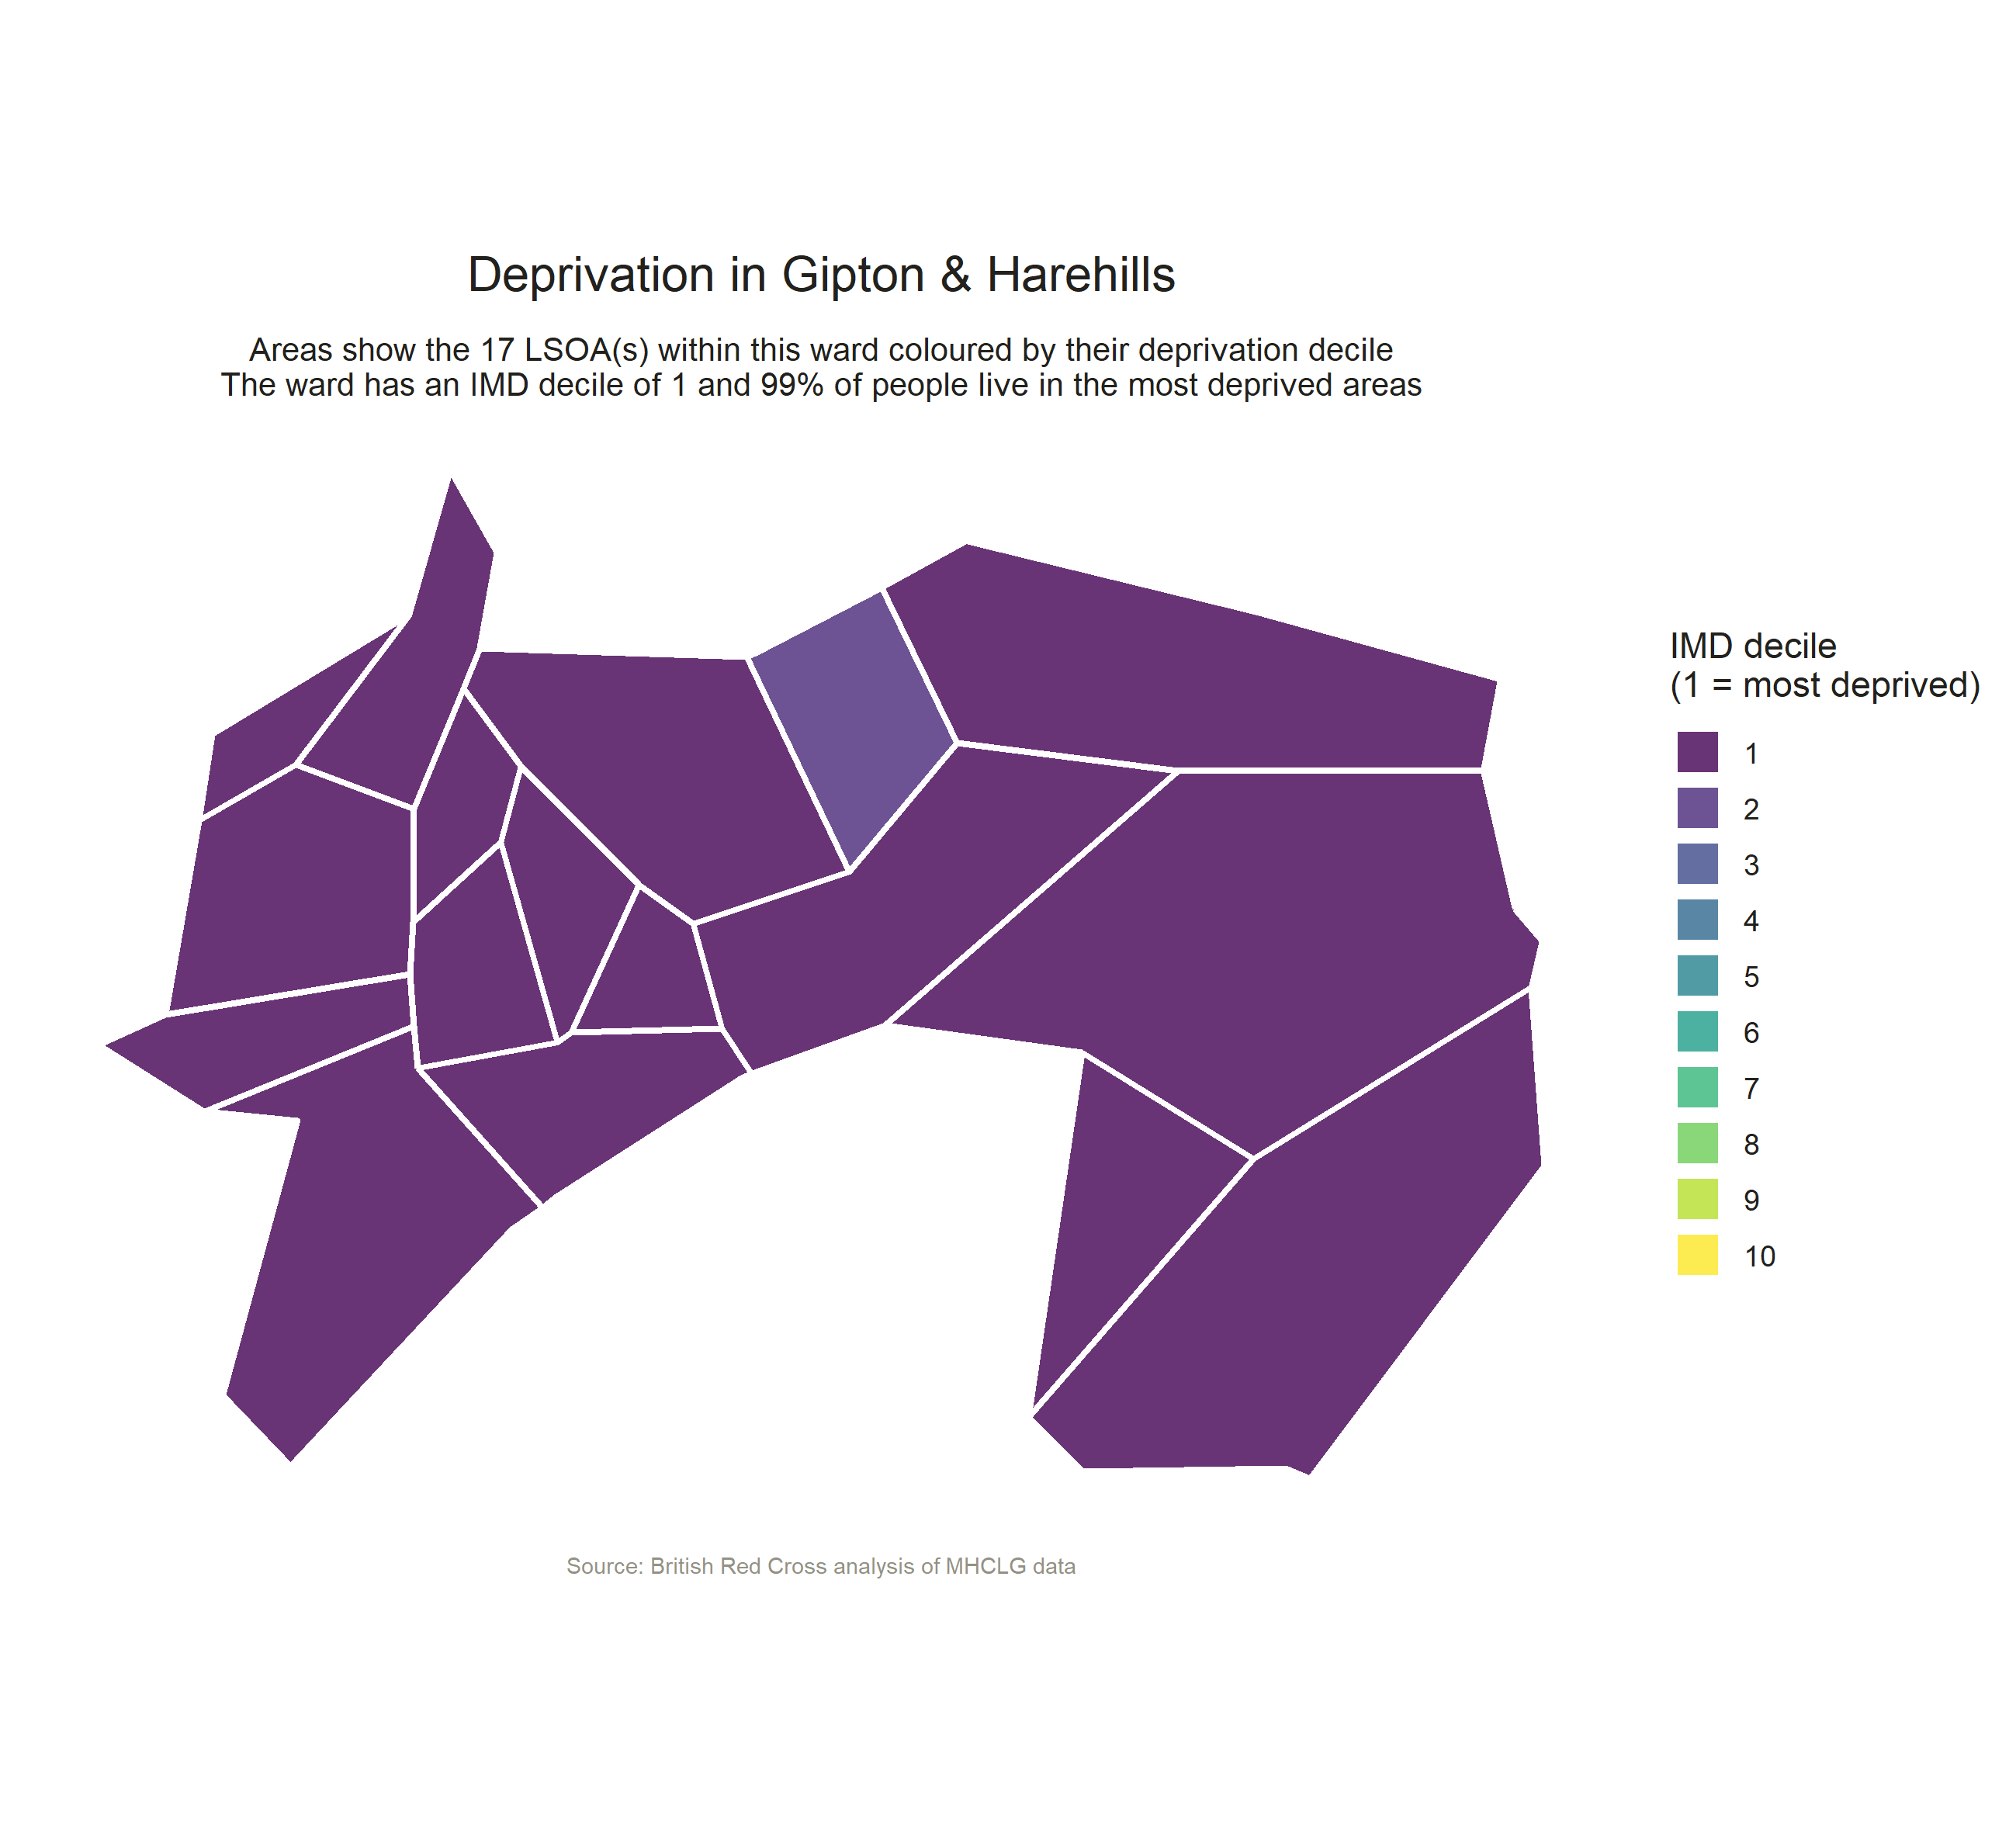 Deprivation in Gipton & Harehills
Areas show the 17 LSOA(s) within this ward coloured by their deprivation decile
The ward has an IMD decile of 1 and 99% of people live in the most deprived areas
IMD decile
(1 = most deprived)
1
2
3
4
5
6
7
8
9
10
Source: British Red Cross analysis of MHCLG data